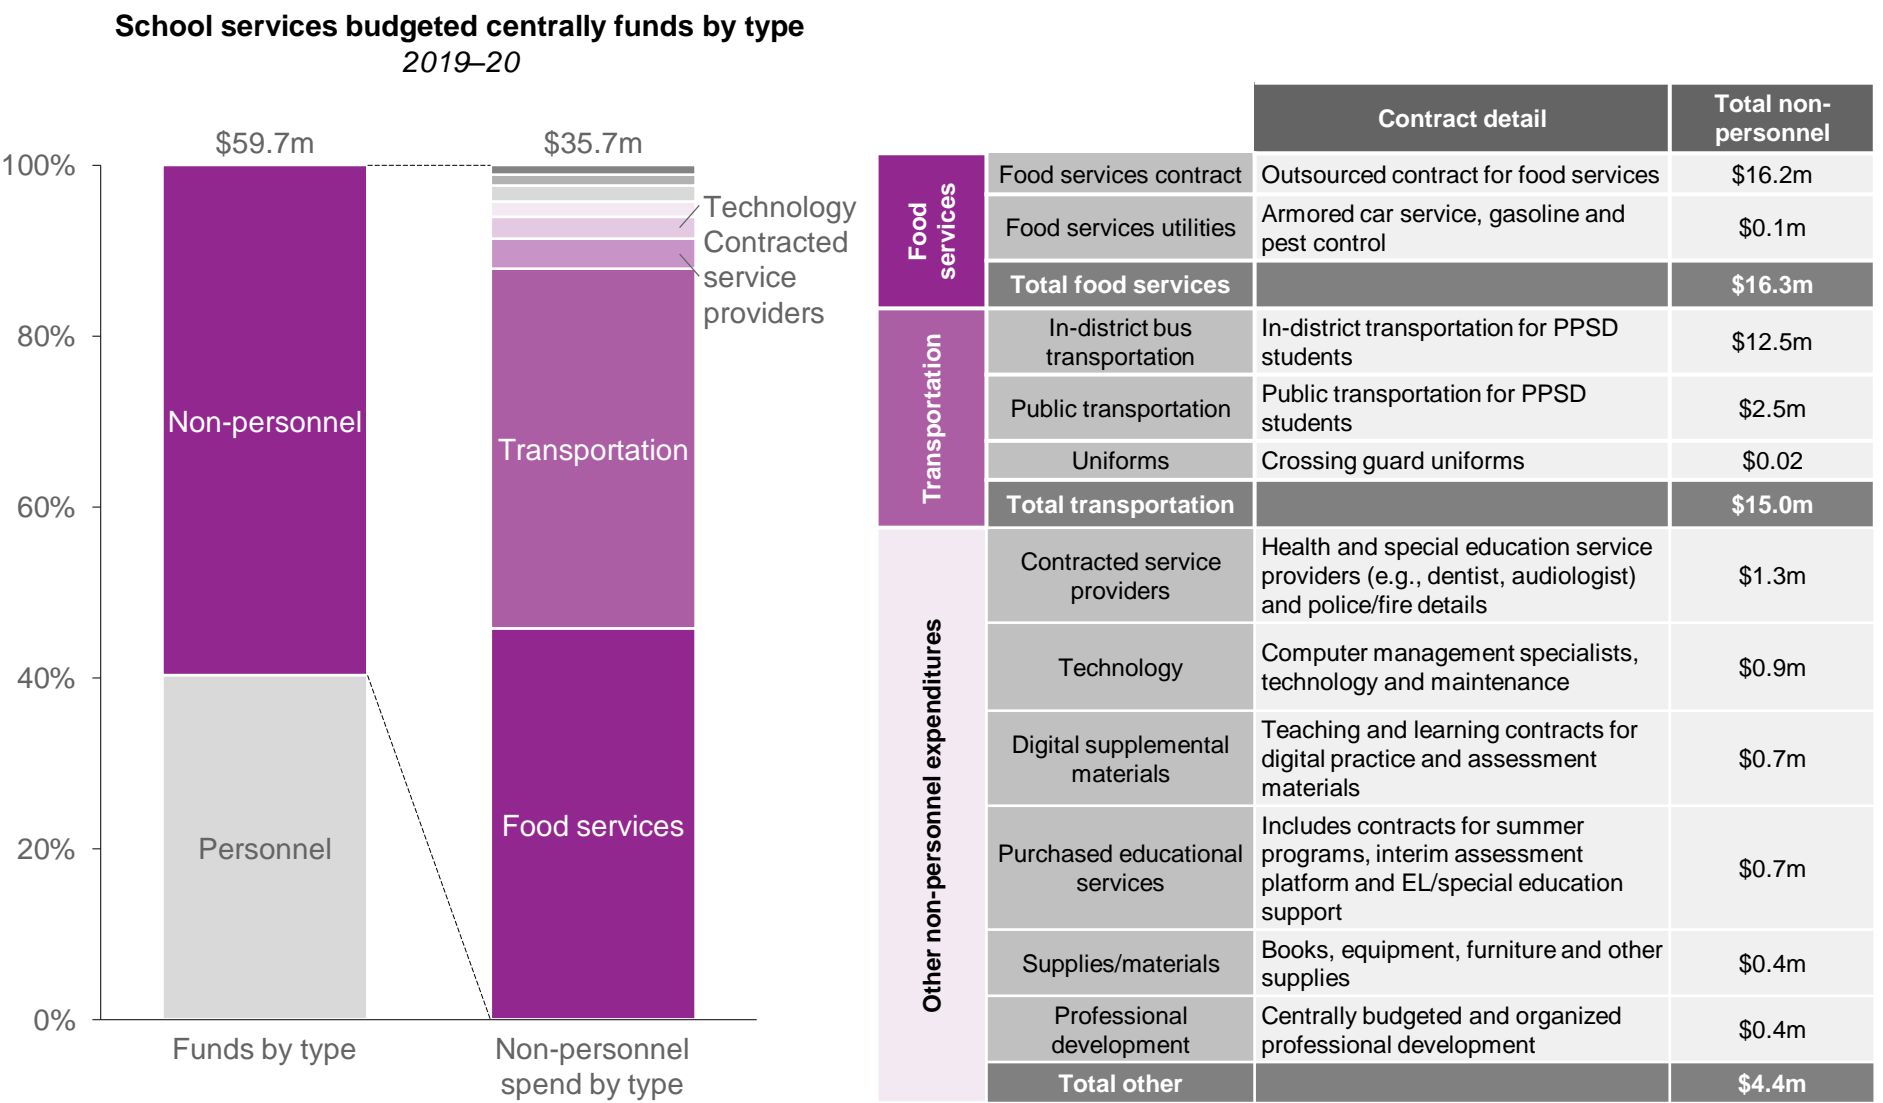 School services budgeted centrally funds by type
2019–20
$59.7m
$35.7m
100%
80%
60%
40%
20%
0%
Non-personnel
Personnel
Technology
Contracted
service
providers
Transportation
Food services
Funds by type
Non-personnel
spend by type
Contract detail
Total non-
personnel
Food
services
Food services contract
Outsourced contract for food services
$16.2m
Food services utilities
Armored car service, gasoline and
pest control
$0.1m
Total food services
$16.3m
Transportation
In-district bus
transportation
In-district transportation for PPSD
students
$12.5m
Public transportation
Public transportation for PPSD
students
$2.5m
Uniforms
Crossing guard uniforms
$0.02
Total transportation
$15.0m
Other non-personnel expenditures
Contracted service
providers
Health and special education service
providers (e.g., dentist, audiologist)
and police/fire details
$1.3m
Technology
Computer management specialists,
technology and maintenance
$0.9m
Digital supplemental
materials
Teaching and learning contracts for
digital practice and assessment
materials
$0.7m
Purchased educational
services
Includes contracts for summer
programs, interim assessment
platform and EL/special education
support
$0.7m
Supplies/materials
Books, equipment, furniture and other
supplies
$0.4m
Professional
development
Centrally budgeted and organized
professional development
$0.4m
Total other
$4.4m